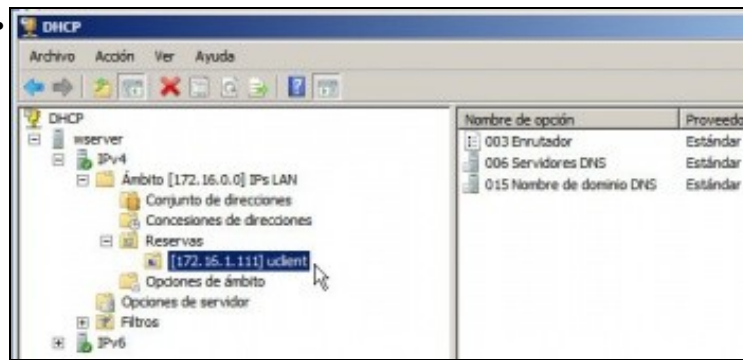 DHCP
Archivo Acción Ver Ayuda
DHCP
wserver
IPv4
Ámbito [172.16.0.0] IPs LAN
Conjunto de direcciones
Concesiones de direcciones
Reservas
[172.16.1.111] uclient
Opciones de ámbito
Opciones de servidor
Filtros
IPv6
Nombre de opción Proveedo
003 Enrutador Estándar
006 Servidores DNS Estándar
015 Nombre de dominio DNS Estándar